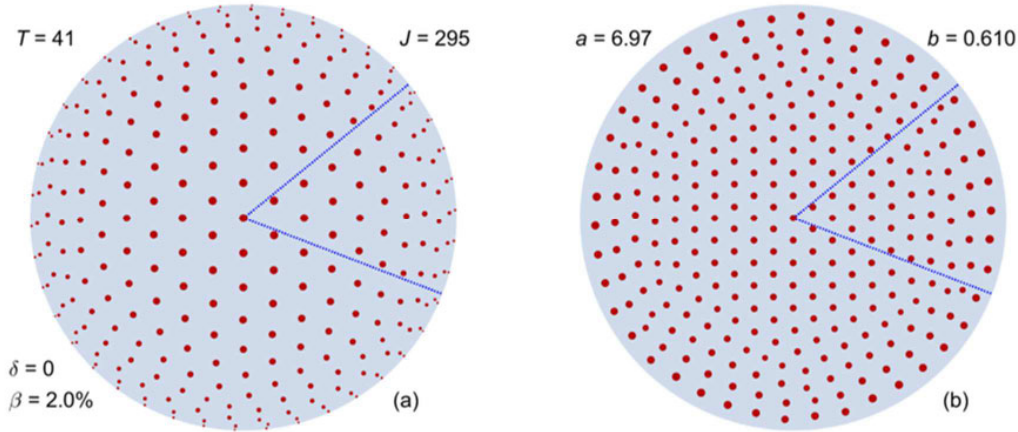 T = 41
J = 295
δ = 0
β = 2.0%
(a)
a = 6.97
b = 0.610
(b)